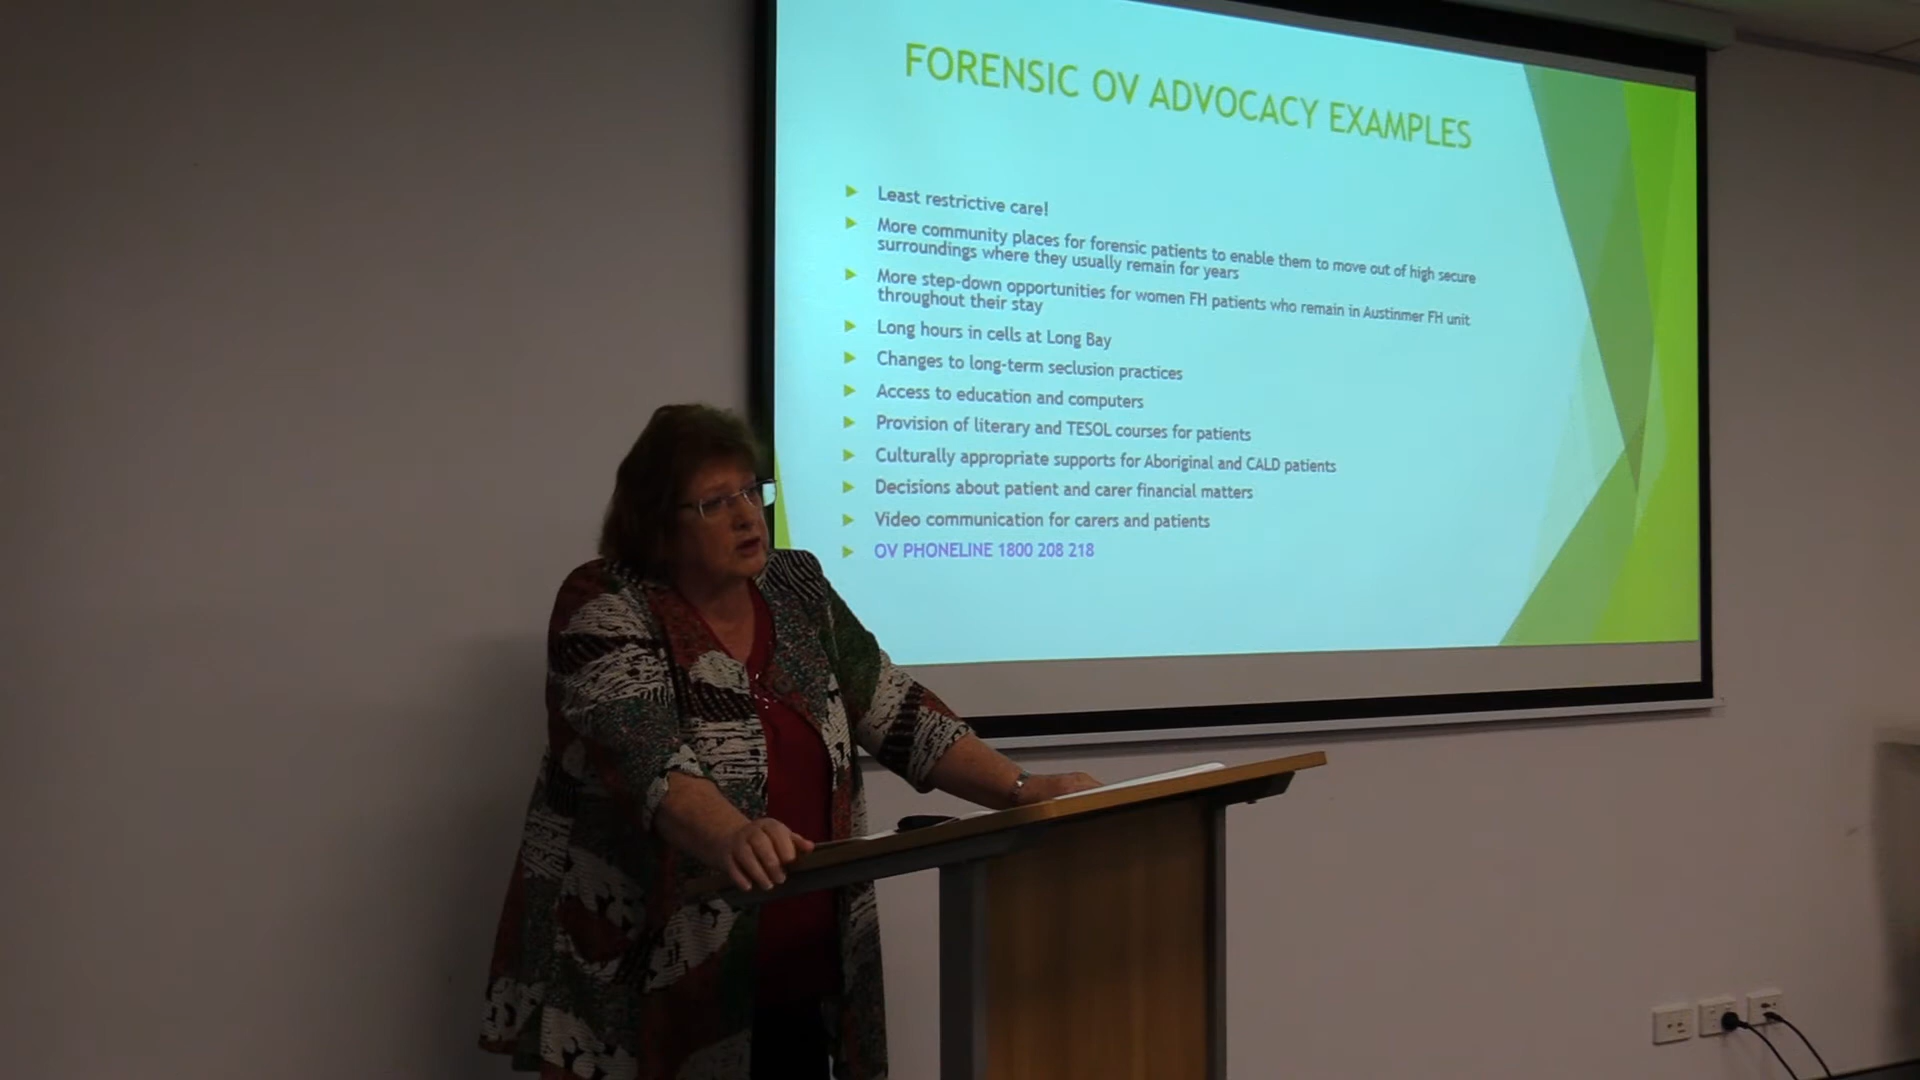 FORENSIC OV ADVOCACY EXAMPLES
Least restrictive care!
More community places for forensic patients to enable them to move out of high secure
surroundings where they usually remain for years
More step-down opportunities for women FH patients who remain in Austinmer FH unit
throughout their stay
Long hours in cells at Long Bay
Changes to long-term seclusion practices
Access to education and computers
Provision of literary and TESOL courses for patients
Culturally appropriate supports for Aboriginal and CALD patients
Decisions about patient and carer financial matters
Video communication for carers and patients
OV PHONELINE 1800 208 218